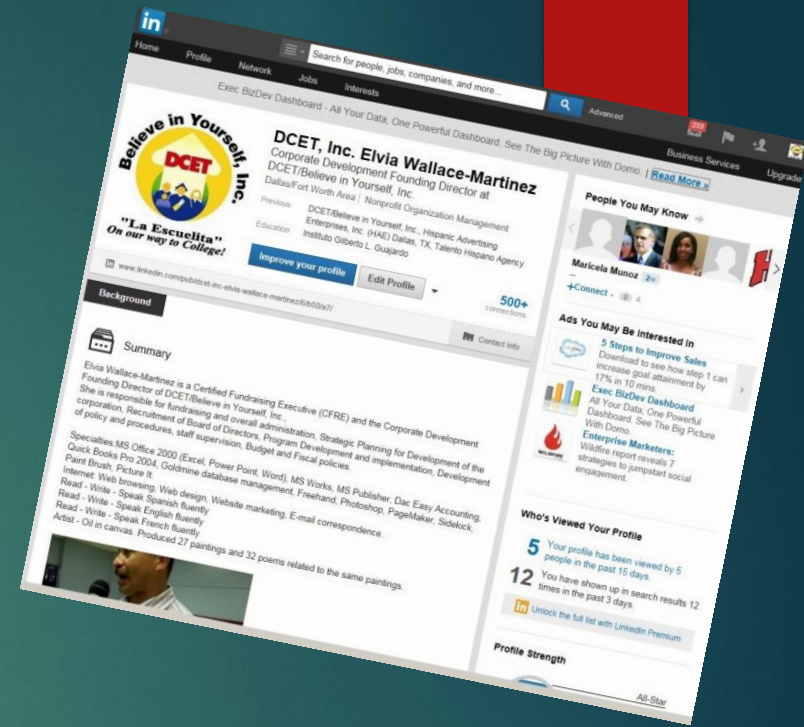 in
Search for people, jobs, companies, and more...
Advanced
Home Profile Network Jobs Interests
Business Services Upgrade
Exec BizDev Dashboard - All Your Data, One Powerful Dashboard. See The Big Picture With Domo. | Read More »
Believe in Yourself, Inc.
DCET
"La Escuelita"
On our way to College!
DCET, Inc. Elvia Wallace-Martinez
Corporate Development Founding Director at
DCET/Believe in Yourself, Inc.
Dallas/Fort Worth Area | Nonprofit Organization Management
Previous DCET/Believe in Yourself, Inc., Hispanic Advertising
Enterprises, Inc. (HAE) Dallas, TX, Talento Hispano Agency
Education Instituto Gilberto L. Guajardo
Improve your profile Edit Profile
500+
connections
www.linkedin.com/pub/dcet-inc-elvia-wallace-martinez/6/b50/a7/
Contact Info
Background
Summary
Elvia Wallace-Martinez is a Certified Fundraising Executive (CFRE) and the Corporate Development
Founding Director of DCET/Believe in Yourself, Inc.,
She is responsible for fundraising and overall administration, Strategic Planning for Development of the
corporation, Recruitment of Board of Directors, Program Development and implementation, Development
of policy and procedures, staff supervision, Budget and Fiscal policies.
Specialties:MS Office 2000 (Excel, Power Point, Word), MS Works, MS Publisher, Dac Easy Accounting,
Quick Books Pro 2004, Goldmine database management, Freehand, Photoshop, PageMaker, Sidekick,
Paint Brush, Picture It.
Internet: Web browsing, Web design, Website marketing, E-mail correspondence.
Read - Write - Speak Spanish fluently
Read - Write - Speak English fluently
Read - Write - Speak French fluently
Artist - Oil in canvas. Produced 27 paintings and 32 poems related to the same paintings.
People You May Know
Maricela Munoz 2nd
--
+Connect 4
Ads You May Be Interested In
5 Steps to Improve Sales
Download to see how step 1 can
increase goal attainment by
17% in 10 mins.
Exec BizDev Dashboard
All Your Data, One Powerful
Dashboard. See The Big Picture
With Domo.
Enterprise Marketers:
Wildfire report reveals 7
strategies to jumpstart social
engagement.
WILDFIRE
Who's Viewed Your Profile
5 Your profile has been viewed by 5
people in the past 15 days.
12 You have shown up in search results 12
times in the past 3 days.
in Unlock the full list with LinkedIn Premium
Profile Strength
All-Star